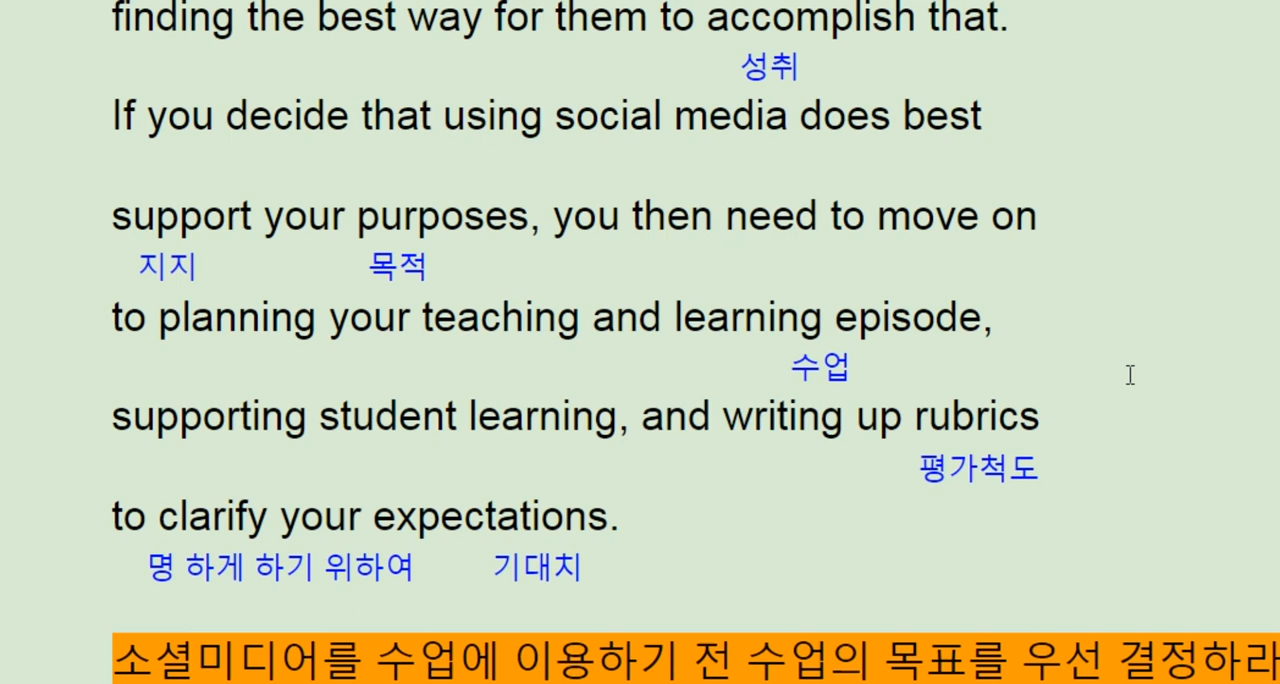 finding the best way for them to accomplish that.
성취
If you decide that using social media does best
support your purposes, you then need to move on
지지 목적
to planning your teaching and learning episode,
수업
supporting student learning, and writing up rubrics
평가척도
to clarify your expectations.
명 하게 하기 위하여 기대치
소셜미디어를 수업에 이용하기 전 수업의 목표를 우선 결정하라